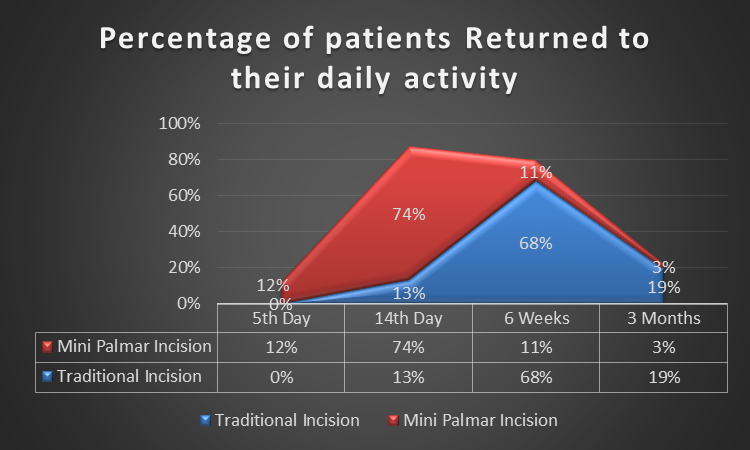 Percentage of patients Returned to
their daily activity
100%
80%
60%
40%
20%
0%
12%
0%
74%
13%
11%
68%
3%
19%
5th Day 14th Day 6 Weeks 3 Months
Mini Palmar Incision 12% 74% 11% 3%
Traditional Incision 0% 13% 68% 19%
Traditional Incision Mini Palmar Incision